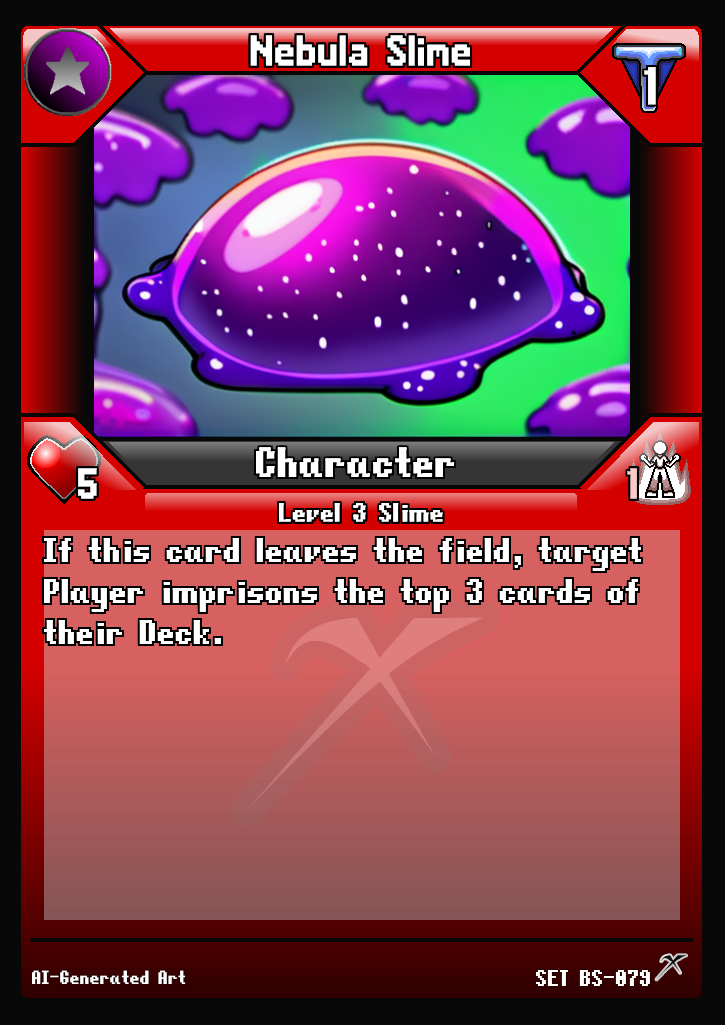 Nebula Slime
1
Character
5
1
Level 3 Slime
If this card leaves the field, target
Player imprisons the top 3 cards of
their Deck.
AI-Generated Art
SET BS-079